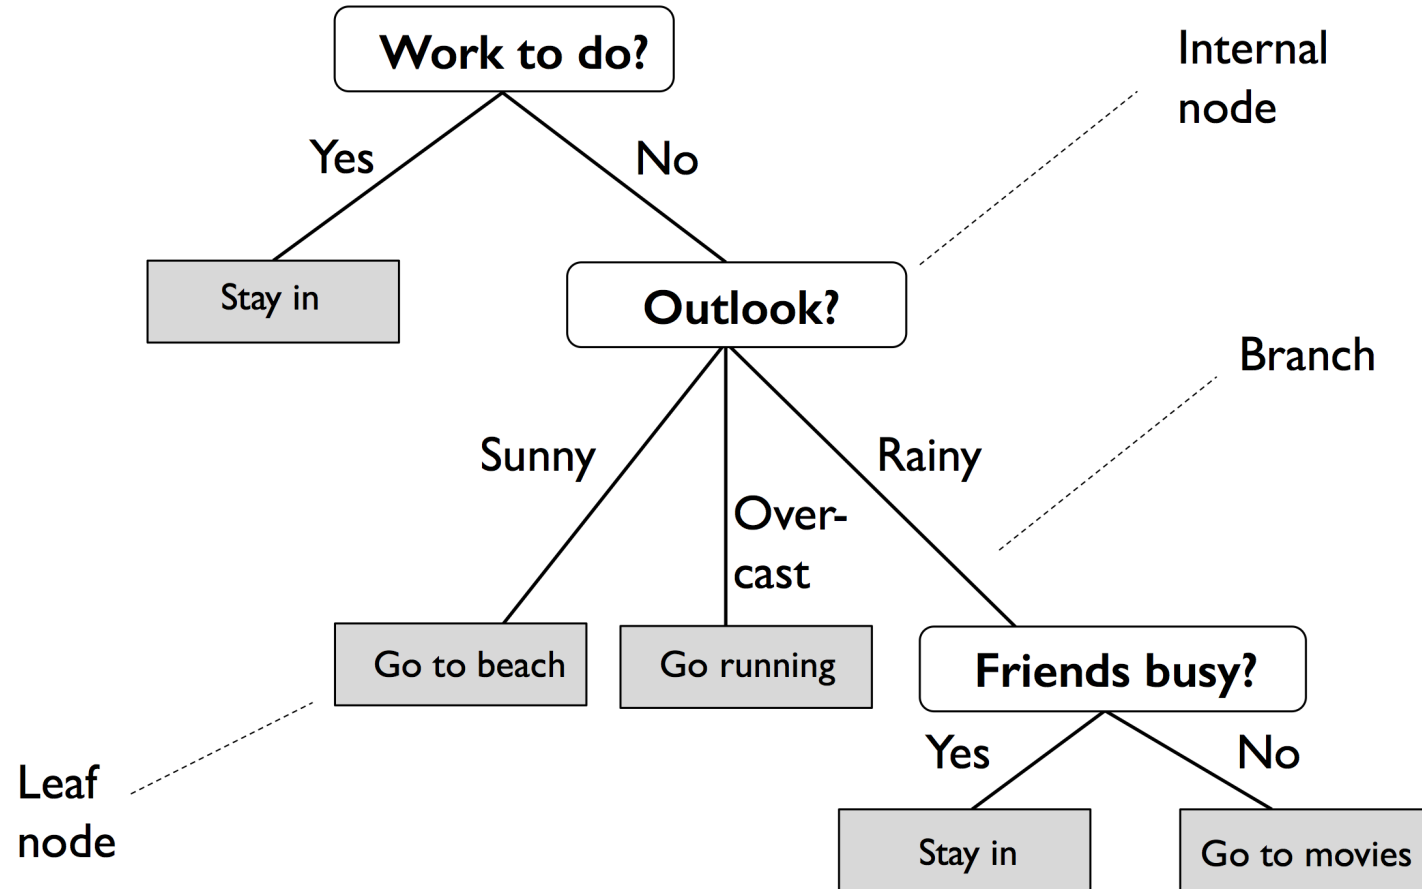 Work to do?
Internal
node
Yes
No
Stay in
Outlook?
Branch
Sunny
Rainy
Over-
cast
Go to beach
Go running
Friends busy?
Yes
No
Leaf
node
Stay in
Go to movies